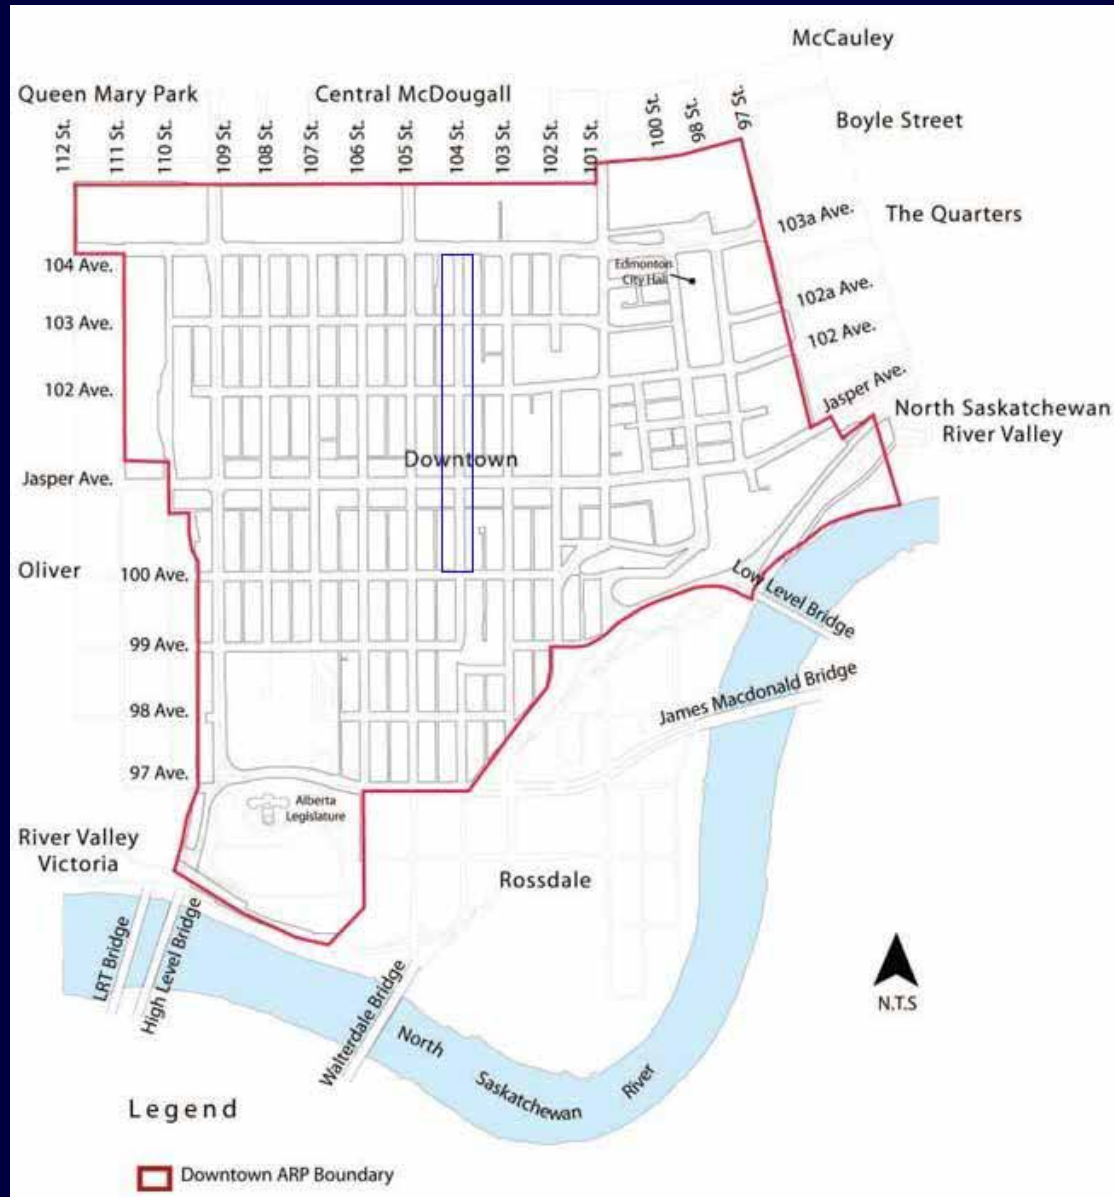 McCauley
Queen Mary Park
Central McDougall
Boyle Street
112 St.
111 St.
110 St.
109 St.
108 St.
107 St.
106 St.
105 St.
104 St.
103 St.
102 St.
101 St.
100 St.
98 St.
97 St.
103a Ave.
The Quarters
104 Ave.
Edmonton
City Hall
102a Ave.
103 Ave.
102 Ave.
102 Ave.
Jasper Ave.
North Saskatchewan
River Valley
Downtown
Jasper Ave.
Oliver
100 Ave.
Low Level Bridge
99 Ave.
James Macdonald Bridge
98 Ave.
97 Ave.
Alberta
Legislature
River Valley
Victoria
Rossdale
LRT Bridge
High Level Bridge
Walterdale Bridge
North
Saskatchewan
River
N.T.S
Legend
Downtown ARP Boundary